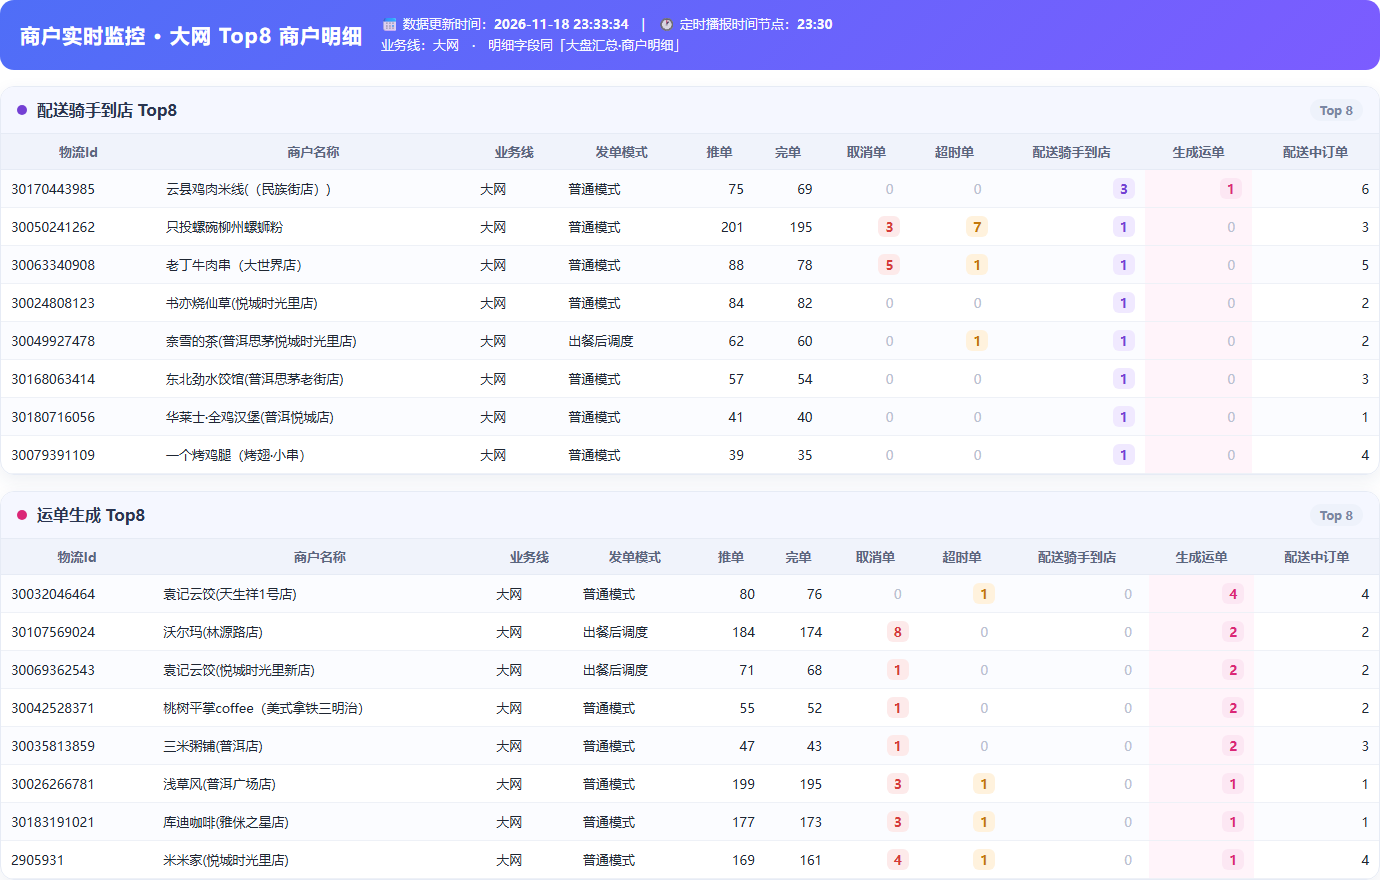 商户实时监控 · 大网 Top8 商户明细
数据更新时间：2026-11-18 23:33:34 | 定时播报时间节点：23:30
业务线：大网 · 明细字段同「大盘汇总·商户明细」
配送骑手到店 Top8 Top 8
物流Id 商户名称 业务线 发单模式 推单 完单 取消单 超时单 配送骑手到店 生成运单 配送中订单
30170443985 云县鸡肉米线(（民族街店）) 大网 普通模式 75 69 0 0 3 1 6
30050241262 只投螺碗柳州螺蛳粉 大网 普通模式 201 195 3 7 1 0 3
30063340908 老丁牛肉串（大世界店） 大网 普通模式 88 78 5 1 1 0 5
30024808123 书亦烧仙草(悦城时光里店) 大网 普通模式 84 82 0 0 1 0 2
30049927478 奈雪的茶(普洱思茅悦城时光里店) 大网 出餐后调度 62 60 0 1 1 0 2
30168063414 东北劲水饺馆(普洱思茅老街店) 大网 普通模式 57 54 0 0 1 0 3
30180716056 华莱士·全鸡汉堡(普洱悦城店) 大网 普通模式 41 40 0 0 1 0 1
30079391109 一个烤鸡腿（烤翅·小串） 大网 普通模式 39 35 0 0 1 0 4
运单生成 Top8 Top 8
物流Id 商户名称 业务线 发单模式 推单 完单 取消单 超时单 配送骑手到店 生成运单 配送中订单
30032046464 袁记云饺(天生祥1号店) 大网 普通模式 80 76 0 1 0 4 4
30107569024 沃尔玛(林源路店) 大网 出餐后调度 184 174 8 0 0 2 2
30069362543 袁记云饺(悦城时光里新店) 大网 出餐后调度 71 68 1 0 0 2 2
30042528371 桃树平掌coffee（美式拿铁三明治） 大网 普通模式 55 52 1 0 0 2 2
30035813859 三米粥铺(普洱店) 大网 普通模式 47 43 1 0 0 2 3
30026266781 浅草风(普洱广场店) 大网 普通模式 199 195 3 1 0 1 1
30183191021 库迪咖啡(雅侎之星店) 大网 普通模式 177 173 3 1 0 1 1
2905931 米米家(悦城时光里店) 大网 普通模式 169 161 4 1 0 1 4